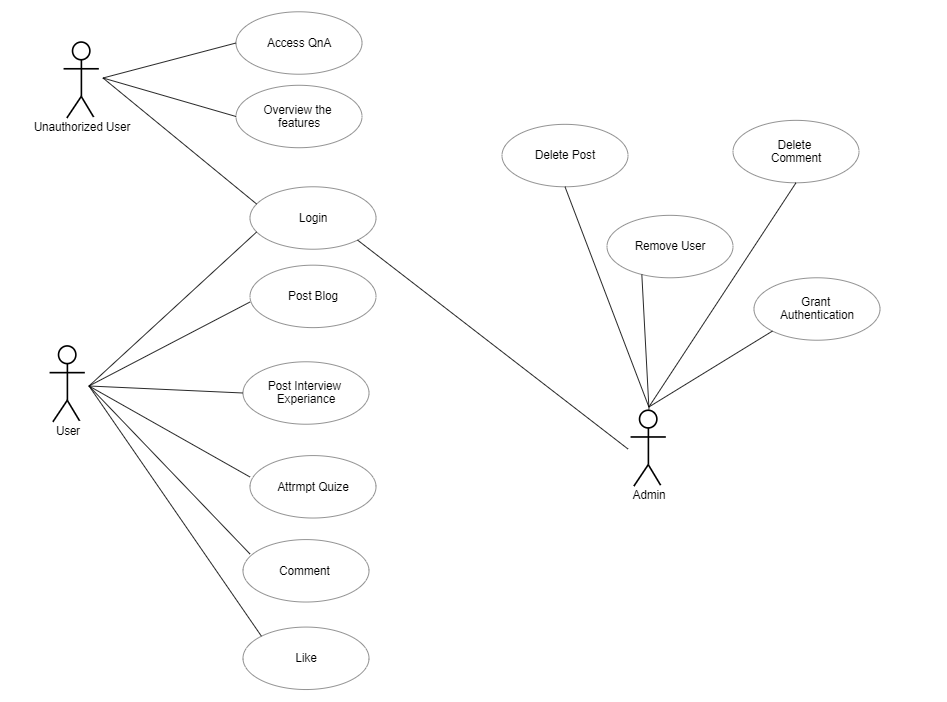 Access QnA
Overview the
features
Unauthorized User
Login
Post Blog
Post Interview
Experiance
User
Attrmpt Quize
Comment
Like
Delete Post
Delete
Comment
Remove User
Grant
Authentication
Admin